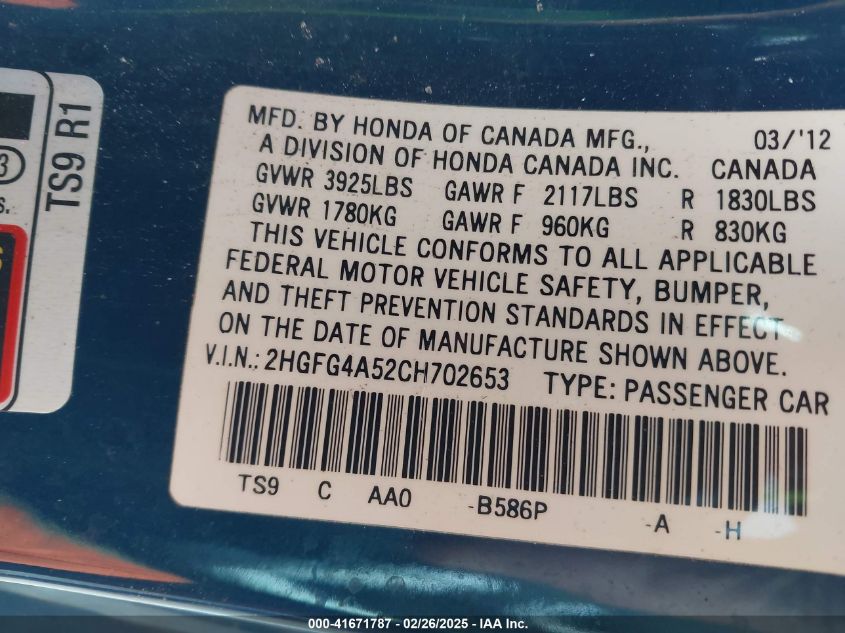 TS9 R1
3
S.
MFD. BY HONDA OF CANADA MFG., 03/'12
A DIVISION OF HONDA CANADA INC. CANADA
GVWR 3925LBS GAWR F 2117LBS R 1830LBS
GVWR 1780KG GAWR F 960KG R 830KG
THIS VEHICLE CONFORMS TO ALL APPLICABLE
FEDERAL MOTOR VEHICLE SAFETY, BUMPER,
AND THEFT PREVENTION STANDARDS IN EFFECT
ON THE DATE OF MANUFACTURE SHOWN ABOVE.
V.I.N.: 2HGFG4A52CH702653 TYPE: PASSENGER CAR
TS9 C AAO -B586P -A -H
000-41671787 - 02/26/2025 - IAA Inc.